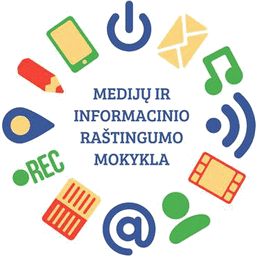 MEDIJŲ IR
INFORMACINIO
RAŠTINGUMO
MOKYKLA
REC
@